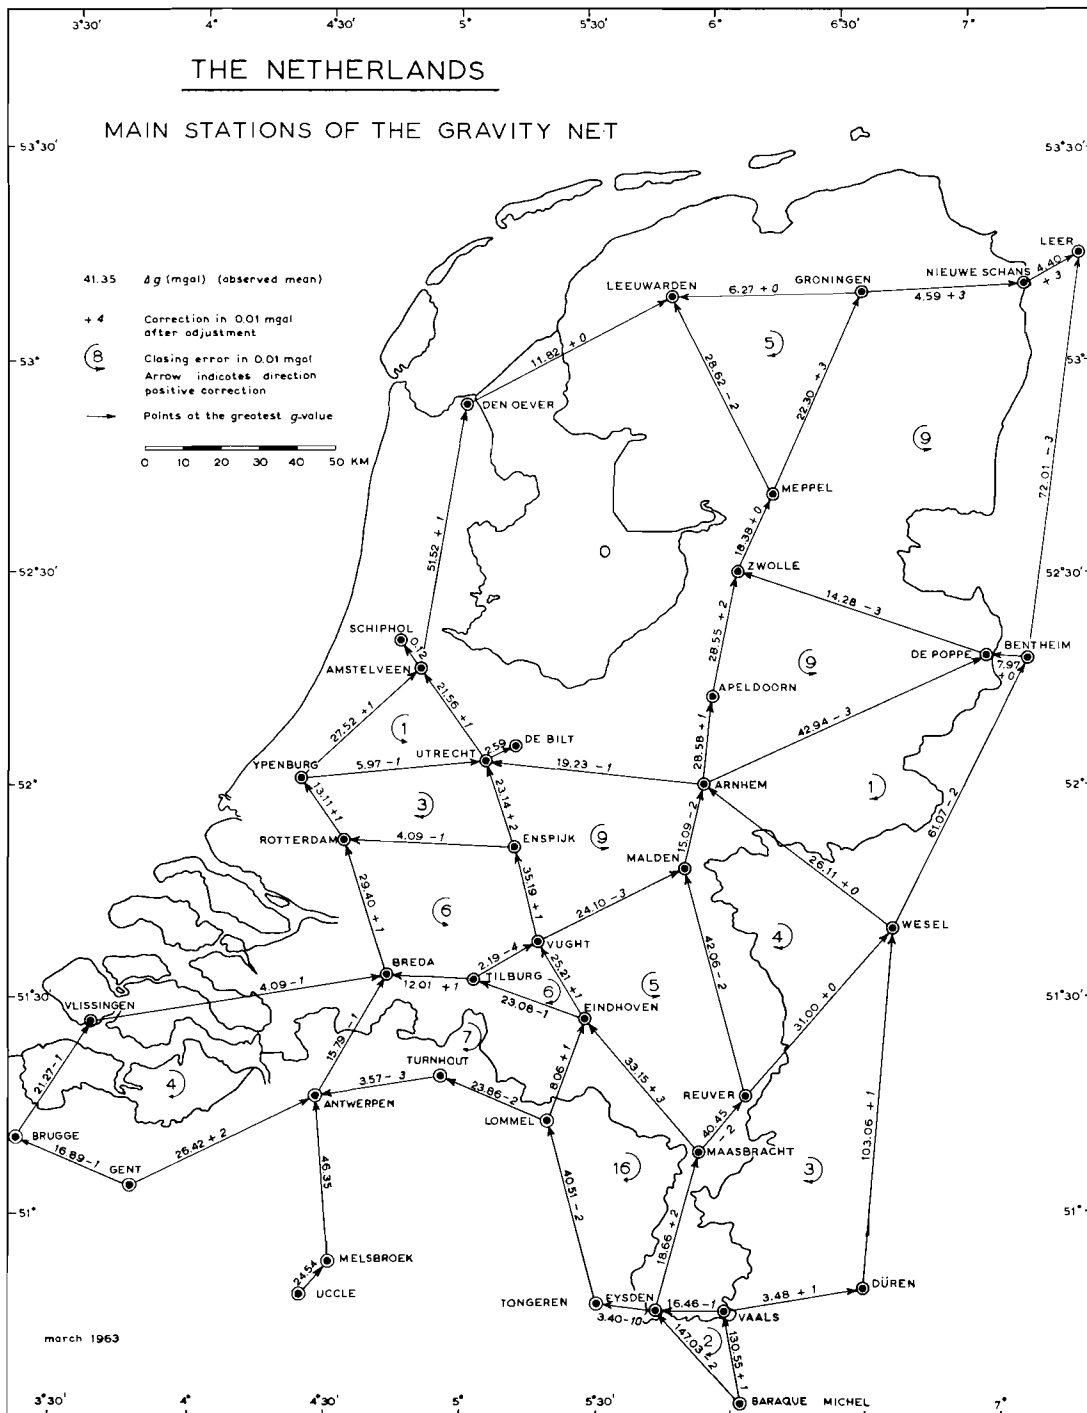 3°30' 4° 4°30' 5° 5°30' 6° 6°30' 7°
THE NETHERLANDS
MAIN STATIONS OF THE GRAVITY NET
53°30' 53°30'
LEER
41.35 Δg (mgal) (observed mean)
NIEUWE SCHANS
4.40 + 3
LEEUWARDEN
6.27 + 0
GRONINGEN
4.59 + 3
+ 4 Correction in 0.01 mgal
after adjustment
8 Closing error in 0.01 mgal
Arrow indicates direction
positive correction
Points at the greatest g-value
53° 53°
5
11.82 + 0
28.62 - 2
22.30 + 3
DEN OEVER
9
0 10 20 30 40 50 KM
72.01 - 3
MEPPEL
51.52 + 1
18.38 + 0
52°30' 52°30'
ZWOLLE
14.28 - 3
SCHIPHOL
0.12
28.55 + 2
DE POPPE
BENTHEIM
7.97
+ 0
AMSTELVEEN
9
APELDOORN
21.56 + 1
27.52 + 1
1
42.94 - 3
DE BILT
2.59
UTRECHT
28.58 + 1
YPENBURG
5.97 - 1
19.23 - 1
52° 52°
ARNHEM
1
61.07 - 2
13.11 + 1
3
23.14 + 2
ROTTERDAM
4.09 - 1
ENSPIJK
9
15.09 - 2
MALDEN
26.11 + 0
29.40 + 1
35.19 + 1
6
24.10 - 3
4
WESEL
VUGHT
BREDA
2.19 - 4
TILBURG
25.21 + 1
42.06 - 2
4.09 - 1
12.01 + 1
6
5
51°30' 51°30'
VLISSINGEN
23.08 - 1
EINDHOVEN
31.00 + 0
15.79 - 1
7
TURNHOUT
21.27 - 1
4
3.57 - 3
8.06 + 1
33.15 + 3
ANTWERPEN
23.86 - 2
REUVER
LOMMEL
40.45
- 2
103.06 + 1
BRUGGE
26.42 + 2
16.89 - 1
GENT
MAASBRACHT
16
3
46.35
40.51 - 2
51° 51°
18.66 + 2
MELSBROEK
24.54
UCCLE
DÜREN
TONGEREN
EYSDEN
16.46 - 1
3.48 + 1
VAALS
3.40 - 10
march 1963
2
147.03 - 2
130.55 + 1
BARAQUE MICHEL
3°30' 4° 4°30' 5° 5°30' 7°